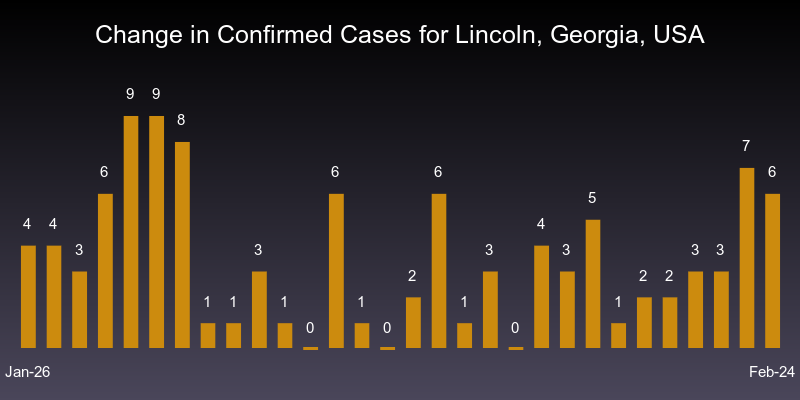 Change in Confirmed Cases for Lincoln, Georgia, USA
4 4 3 6 9 9 8 1 1 3 1 0 6 1 0 2 6 1 3 0 4 3 5 1 2 2 3 3 7 6
Jan-26 Feb-24